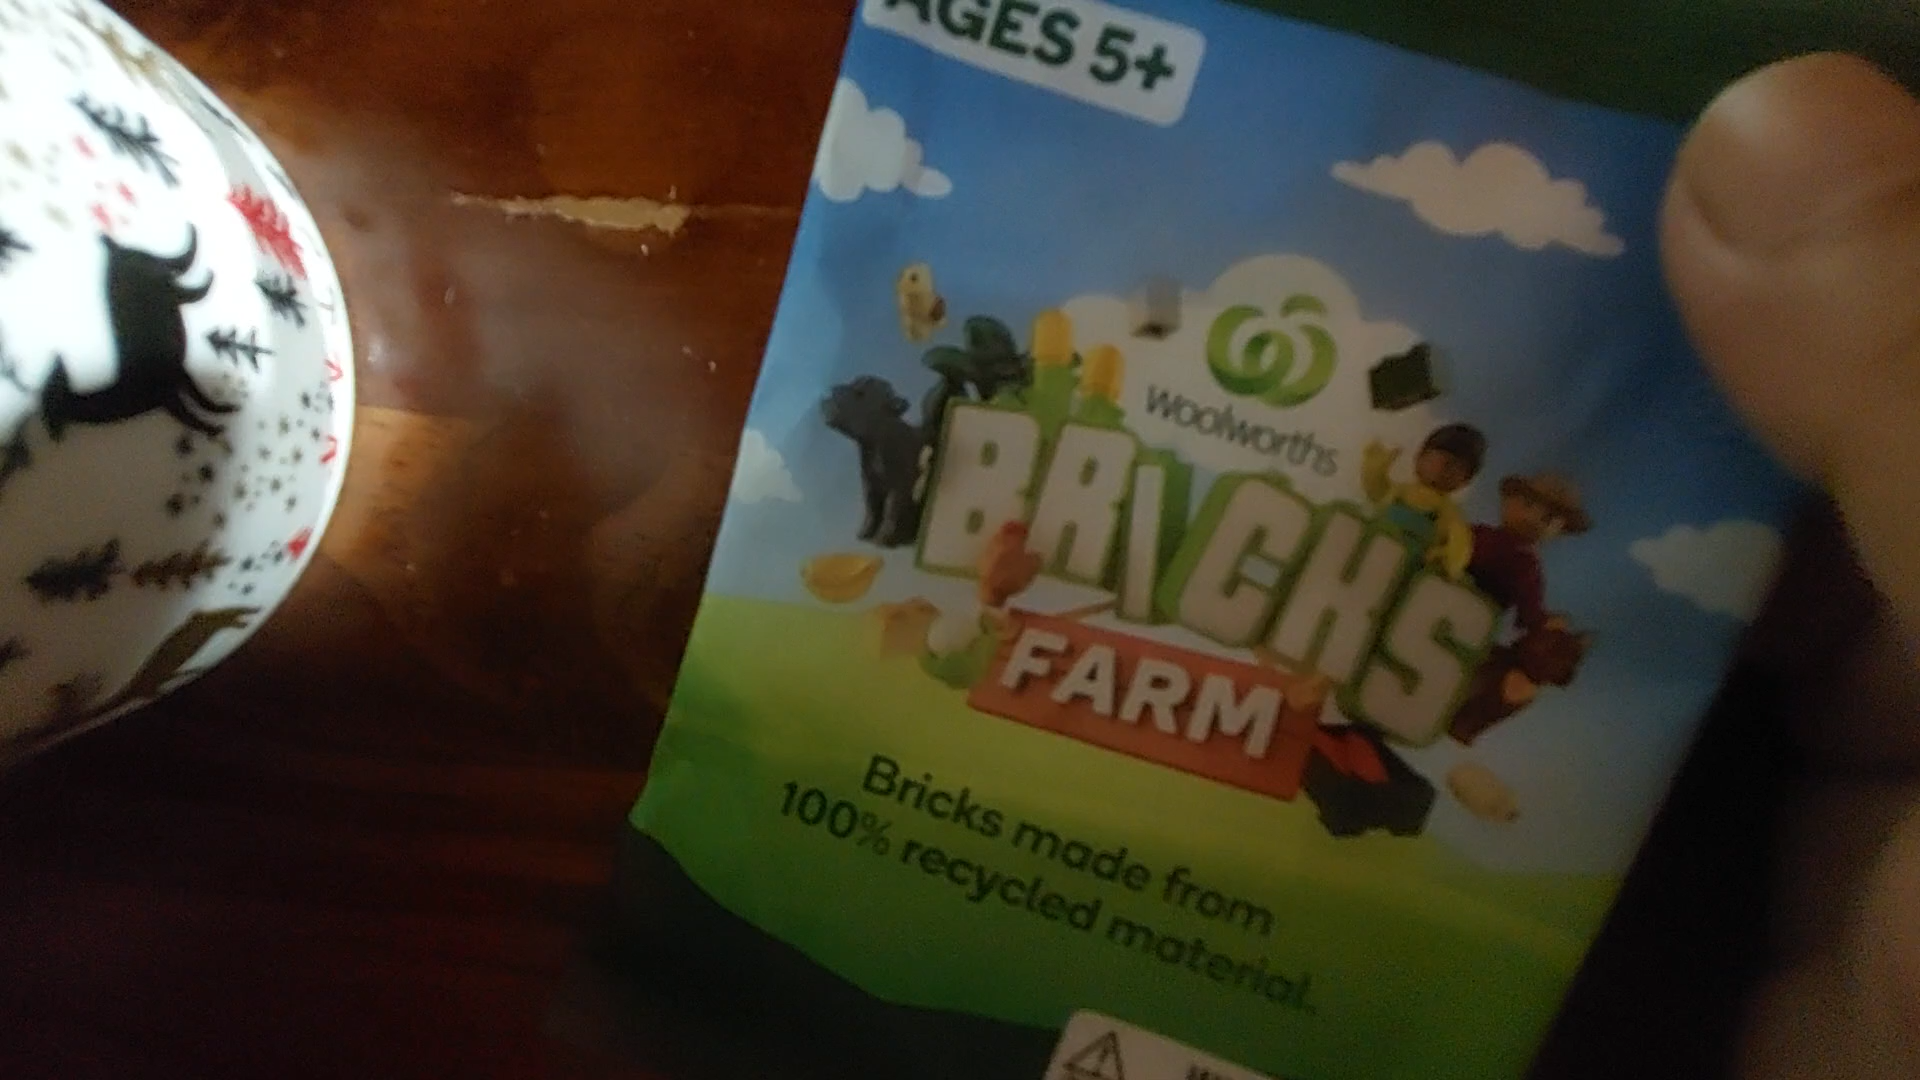 AGES 5+
woolworths
BRICKS
FARM
Bricks made from
100% recycled material.